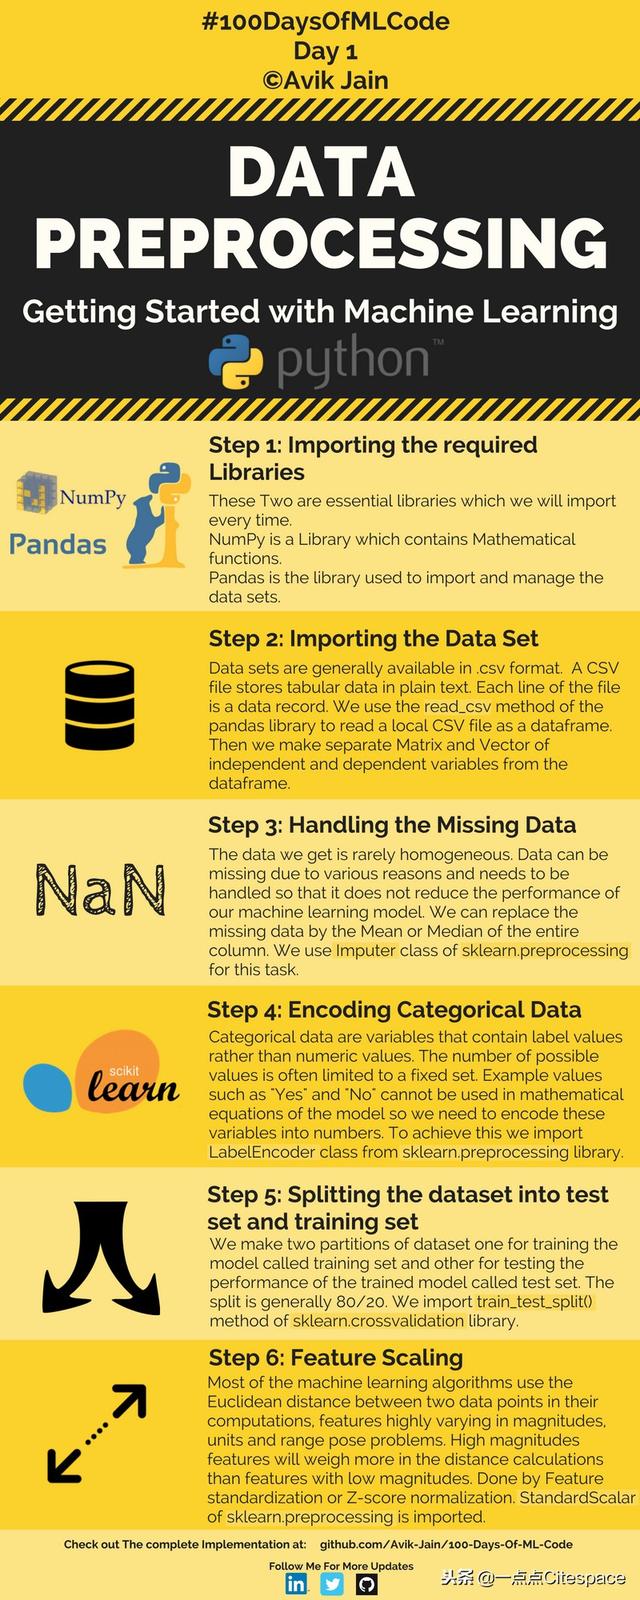 #100DaysOfMLCode
Day 1
©Avik Jain
DATA
PREPROCESSING
Getting Started with Machine Learning
python™
Step 1: Importing the required
Libraries
NumPy
Pandas
These Two are essential libraries which we will import
every time.
NumPy is a Library which contains Mathematical
functions.
Pandas is the library used to import and manage the
data sets.
Step 2: Importing the Data Set
Data sets are generally available in .csv format. A CSV
file stores tabular data in plain text. Each line of the file
is a data record. We use the read_csv method of the
pandas library to read a local CSV file as a dataframe.
Then we make separate Matrix and Vector of
independent and dependent variables from the
dataframe.
Step 3: Handling the Missing Data
NaN
The data we get is rarely homogeneous. Data can be
missing due to various reasons and needs to be
handled so that it does not reduce the performance of
our machine learning model. We can replace the
missing data by the Mean or Median of the entire
column. We use Imputer class of sklearn.preprocessing
for this task.
Step 4: Encoding Categorical Data
scikit
learn
Categorical data are variables that contain label values
rather than numeric values. The number of possible
values is often limited to a fixed set. Example values
such as "Yes" and "No" cannot be used in mathematical
equations of the model so we need to encode these
variables into numbers. To achieve this we import
LabelEncoder class from sklearn.preprocessing library.
Step 5: Splitting the dataset into test
set and training set
We make two partitions of dataset one for training the
model called training set and other for testing the
performance of the trained model called test set. The
split is generally 80/20. We import train_test_split()
method of sklearn.crossvalidation library.
Step 6: Feature Scaling
Most of the machine learning algorithms use the
Euclidean distance between two data points in their
computations, features highly varying in magnitudes,
units and range pose problems. High magnitudes
features will weigh more in the distance calculations
than features with low magnitudes. Done by Feature
standardization or Z-score normalization. StandardScalar
of sklearn.preprocessing is imported.
Check out The complete Implementation at: github.com/Avik-Jain/100-Days-Of-ML-Code
Follow Me For More Updates
in
头条 @一点点Citespace